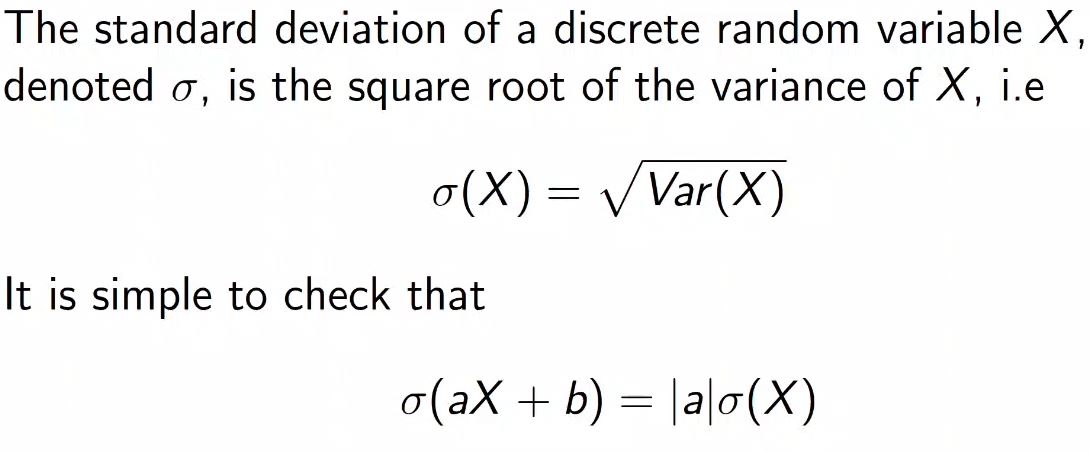 The standard deviation of a discrete random variable X,
denoted σ, is the square root of the variance of X, i.e
σ(X) = √Var(X)
It is simple to check that
σ(aX + b) = |a|σ(X)